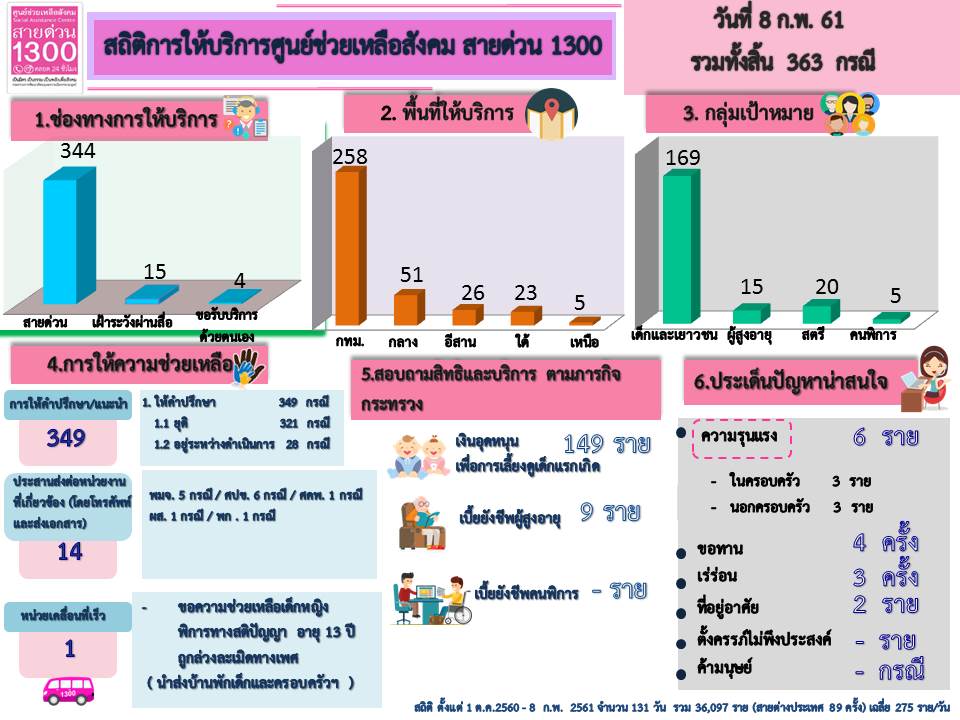 ศูนย์ช่วยเหลือสังคม
Social Assistance Center
สายด่วน
1300
ตลอด 24 ชั่วโมง
สถิติการให้บริการศูนย์ช่วยเหลือสังคม สายด่วน 1300
วันที่ 8 ก.พ. 61
รวมทั้งสิ้น 363 กรณี
1.ช่องทางการให้บริการ
344
15
4
สายด่วน
เฝ้าระวังผ่านสื่อ
ขอรับบริการ
ด้วยตนเอง
2. พื้นที่ให้บริการ
258
51
26
23
5
กทม.
กลาง
อีสาน
ใต้
เหนือ
3. กลุ่มเป้าหมาย
169
15
20
5
เด็กและเยาวชน
ผู้สูงอายุ
สตรี
คนพิการ
4.การให้ความช่วยเหลือ
การให้คำปรึกษา/แนะนำ
349
1. ให้คำปรึกษา 349 กรณี
1.1 ยุติ 321 กรณี
1.2 อยู่ระหว่างดำเนินการ 28 กรณี
ประสานส่งต่อหน่วยงาน
ที่เกี่ยวข้อง (โดยโทรศัพท์
และส่งเอกสาร)
14
พมจ. 5 กรณี / ศปช. 6 กรณี / ศคพ. 1 กรณี
ผส. 1 กรณี / พก . 1 กรณี
หน่วยเคลื่อนที่เร็ว
1
1300
- ขอความช่วยเหลือเด็กหญิง
พิการทางสติปัญญา อายุ 13 ปี
ถูกล่วงละเมิดทางเพศ
( นำส่งบ้านพักเด็กและครอบครัวฯ )
5.สอบถามสิทธิและบริการ ตามภารกิจ
กระทรวง
เงินอุดหนุน 149 ราย
เพื่อการเลี้ยงดูเด็กแรกเกิด
เบี้ยยังชีพผู้สูงอายุ 9 ราย
เบี้ยยังชีพคนพิการ - ราย
6.ประเด็นปัญหาน่าสนใจ
ความรุนแรง 6 ราย
- ในครอบครัว 3 ราย
- นอกครอบครัว 3 ราย
ขอทาน 4 ครั้ง
เร่ร่อน 3 ครั้ง
ที่อยู่อาศัย 2 ราย
ตั้งครรภ์ไม่พึงประสงค์ - ราย
ค้ามนุษย์ - กรณี
สถิติ ตั้งแต่ 1 ต.ค.2560 - 8 ก.พ. 2561 จำนวน 131 วัน รวม 36,097 ราย (สายต่างประเทศ 89 ครั้ง) เฉลี่ย 275 ราย/วัน